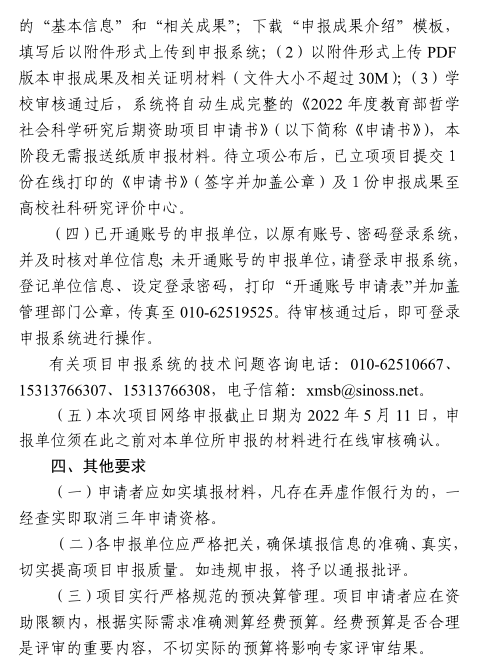 的“基本信息”和“相关成果”；下载“申报成果介绍”模板，
填写后以附件形式上传到申报系统；（2）以附件形式上传 PDF
版本申报成果及相关证明材料（文件大小不超过 30M）；（3）学
校审核通过后，系统将自动生成完整的《2022 年度教育部哲学
社会科学研究后期资助项目申请书》（以下简称《申请书》），本
阶段无需报送纸质申报材料。待立项公布后，已立项项目提交 1
份在线打印的《申请书》（签字并加盖公章）及 1 份申报成果至
高校社科研究评价中心。
（四）已开通账号的申报单位，以原有账号、密码登录系统，
并及时核对单位信息；未开通账号的申报单位，请登录申报系统，
登记单位信息、设定登录密码，打印“开通账号申请表”并加盖
管理部门公章，传真至 010-62519525。待审核通过后，即可登录
申报系统进行操作。
有关项目申报系统的技术问题咨询电话：010-62510667、
15313766307、15313766308，电子信箱：xmsb@sinoss.net。
（五）本次项目网络申报截止日期为 2022 年 5 月 11 日，申
报单位须在此之前对本单位所申报的材料进行在线审核确认。
四、其他要求
（一）申请者应如实填报材料，凡存在弄虚作假行为的，一
经查实即取消三年申请资格。
（二）各申报单位应严格把关，确保填报信息的准确、真实，
切实提高项目申报质量。如违规申报，将予以通报批评。
（三）项目实行严格规范的预决算管理。项目申请者应在资
助限额内，根据实际需求准确测算经费预算。经费预算是否合理
是评审的重要内容，不切实际的预算将影响专家评审结果。